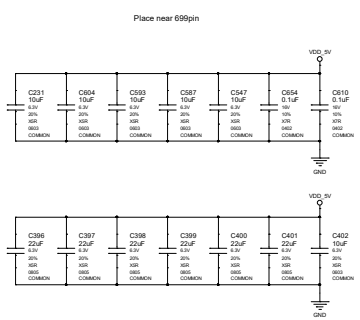 Place near 699pin
VDD_5V
C231 C604 C593 C587 C547 C654 C610
10uF 10uF 10uF 10uF 10uF 0.1uF 0.1uF
6.3V 6.3V 6.3V 6.3V 6.3V 16V 16V
20% 20% 20% 20% 20% 10% 10%
X5R X5R X5R X5R X5R X7R X7R
0603 0603 0603 0603 0603 0402 0402
COMMON COMMON COMMON COMMON COMMON COMMON COMMON
GND
VDD_5V
C396 C397 C398 C399 C400 C401 C402
22uF 22uF 22uF 22uF 22uF 22uF 10uF
6.3V 6.3V 6.3V 6.3V 6.3V 6.3V 6.3V
20% 20% 20% 20% 20% 20% 20%
X5R X5R X5R X5R X5R X5R X5R
0805 0805 0805 0805 0805 0805 0603
COMMON COMMON COMMON COMMON COMMON COMMON COMMON
GND